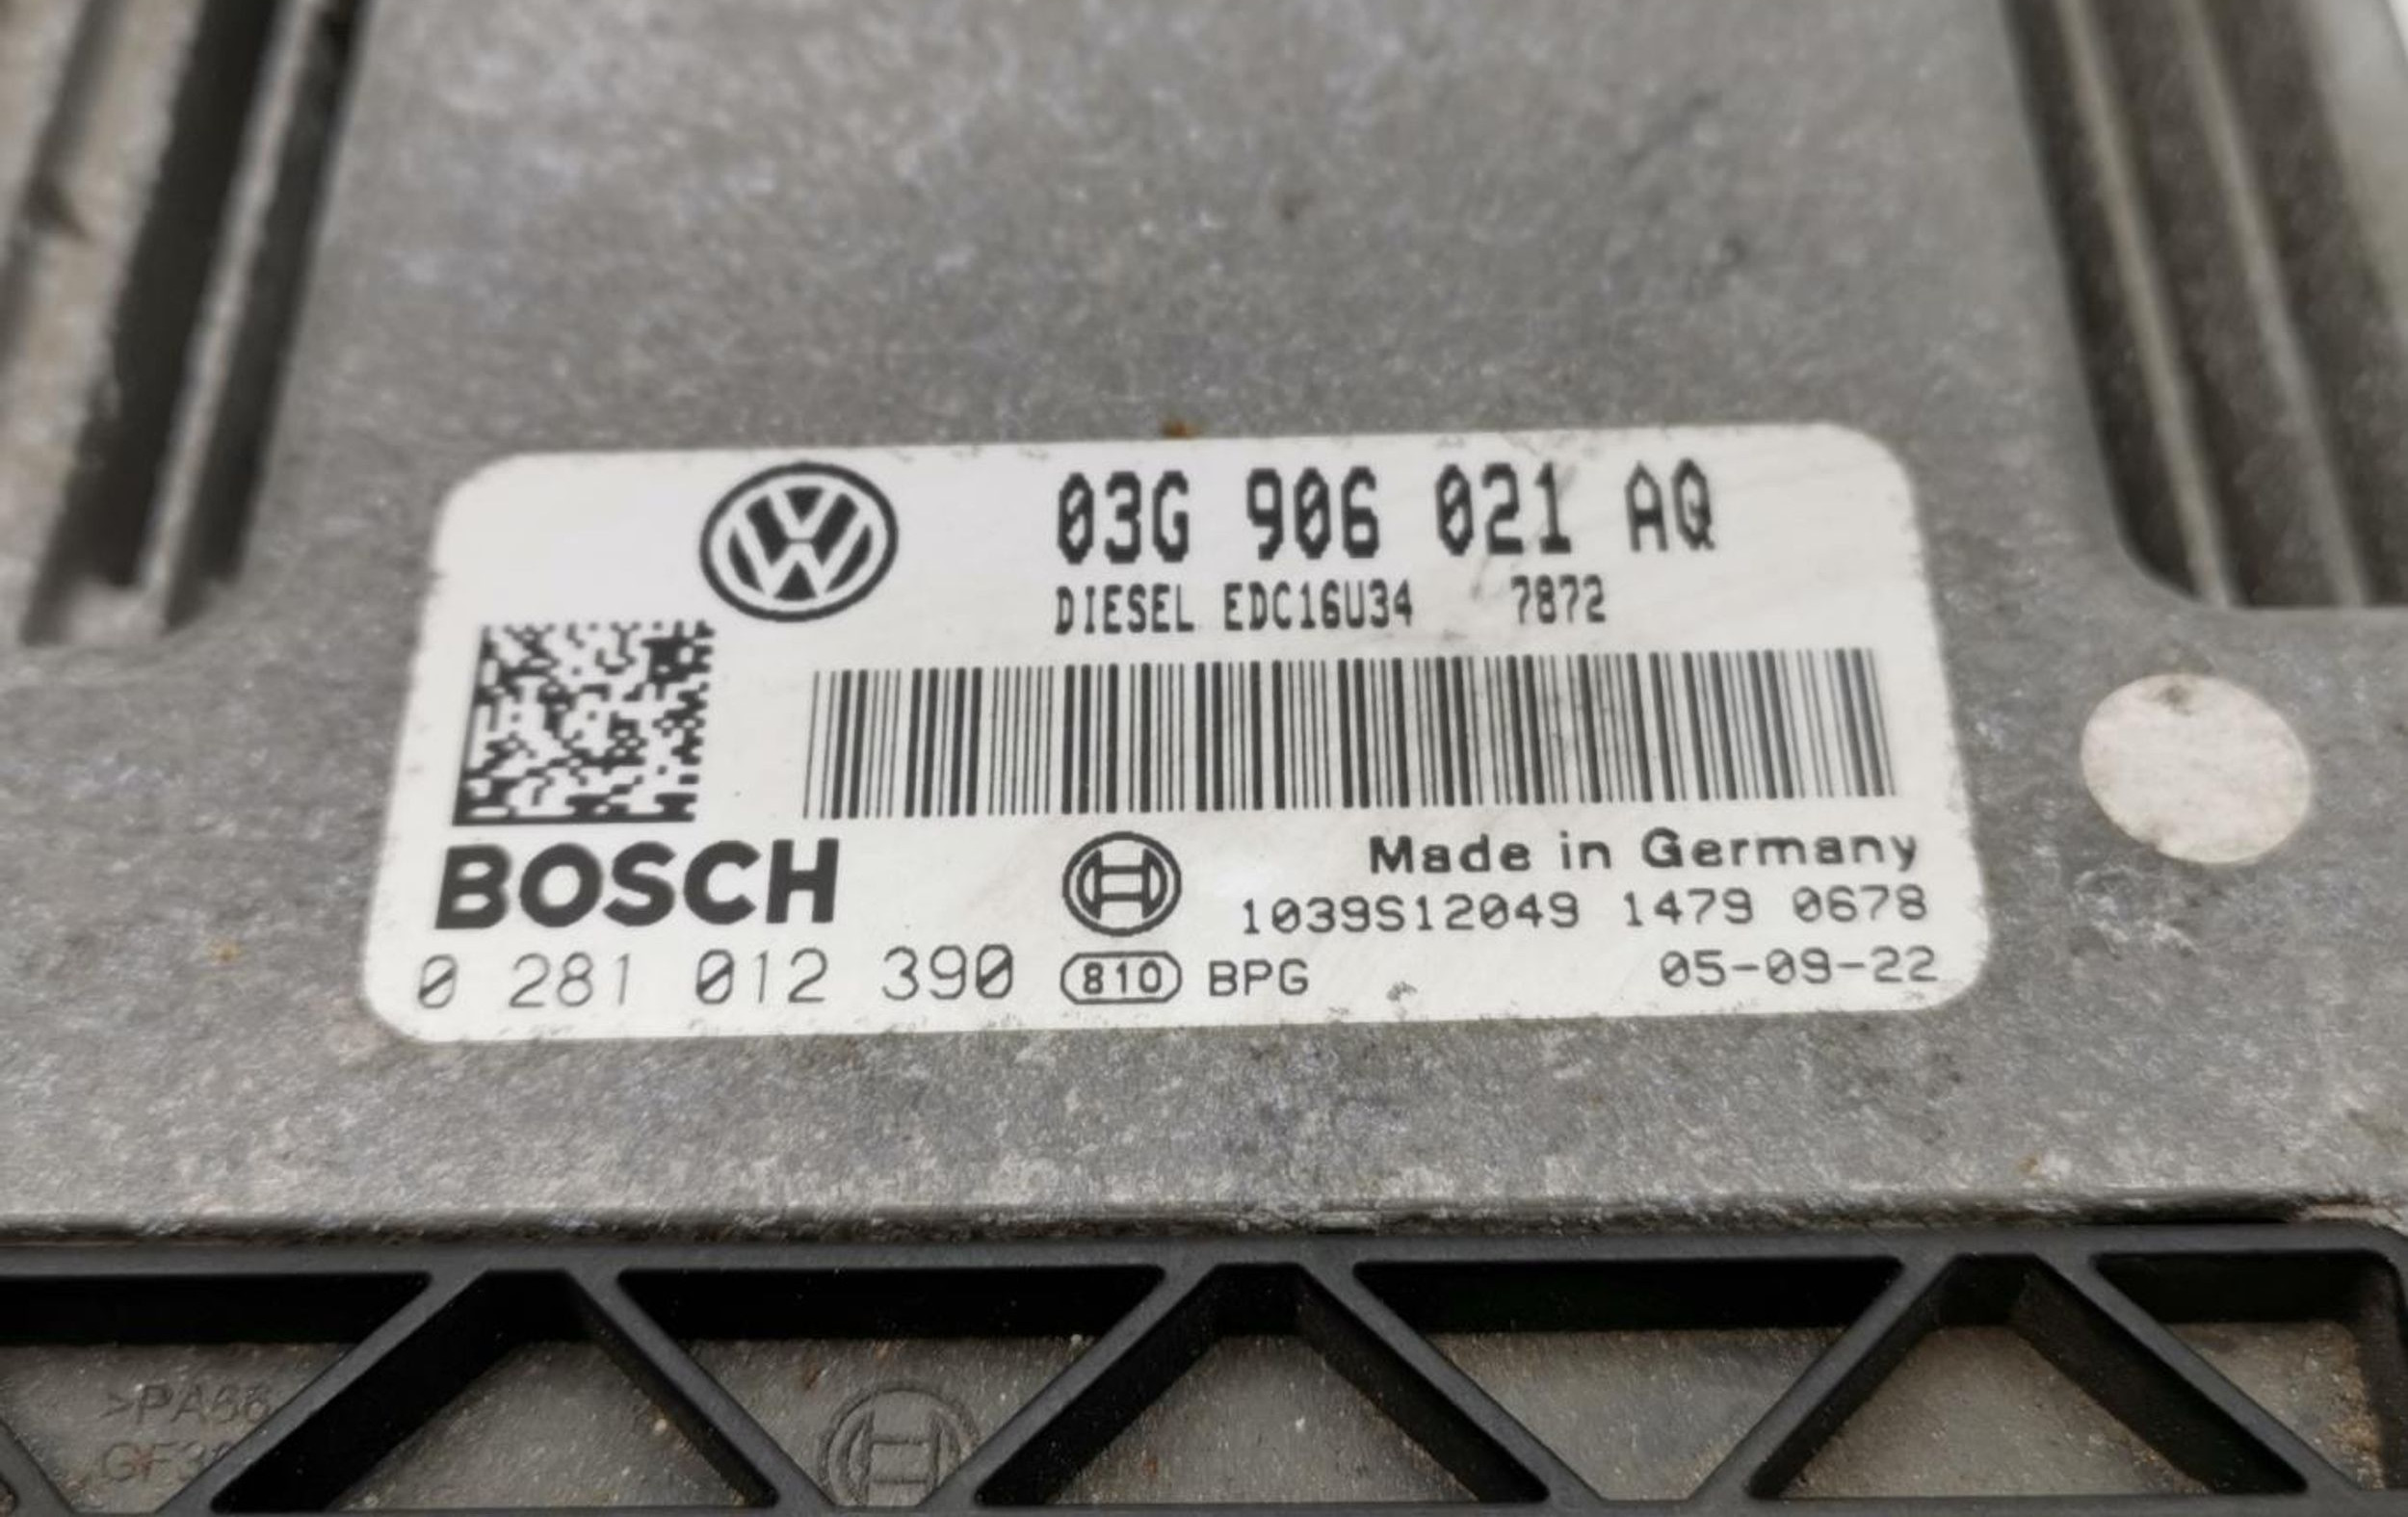 03G 906 021 AQ
DIESEL EDC16U34 7872
BOSCH
Made in Germany
1039S12049 1479 0678
0 281 012 390 810 BPG 05-09-22
>PA66